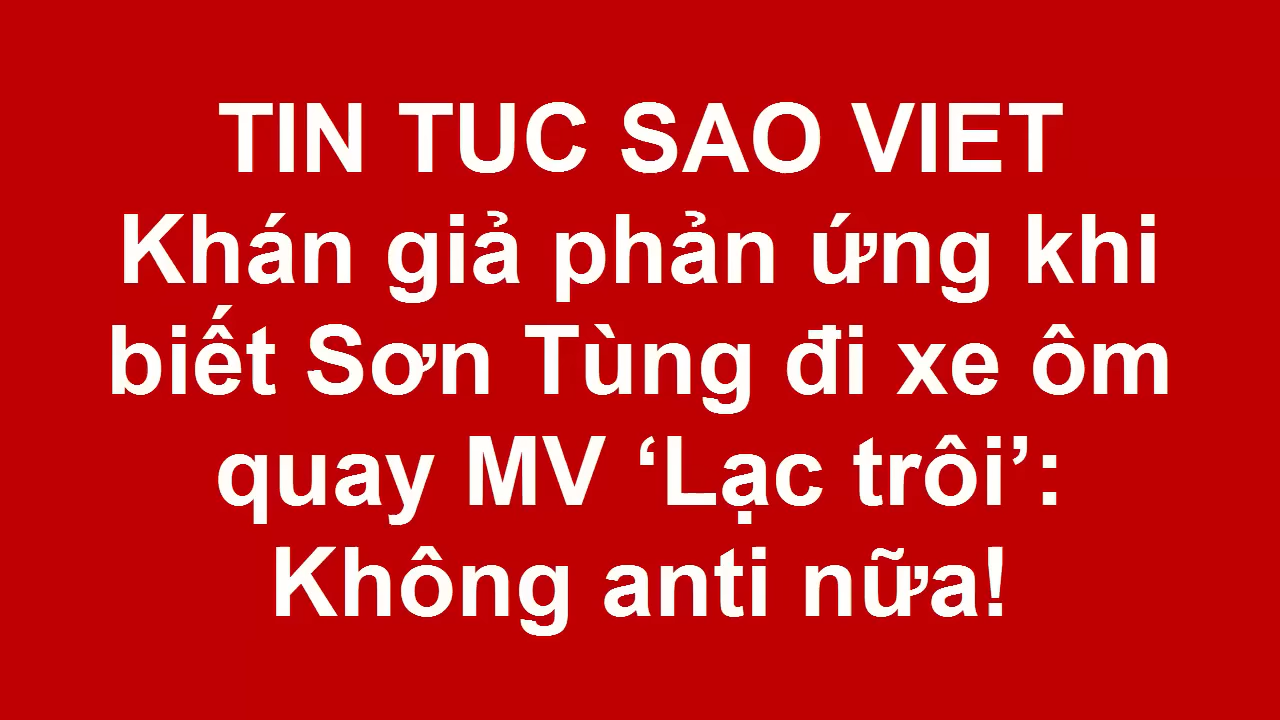 TIN TUC SAO VIET
Khán giả phản ứng khi
biết Sơn Tùng đi xe ôm
quay MV ‘Lạc trôi’:
Không anti nữa!